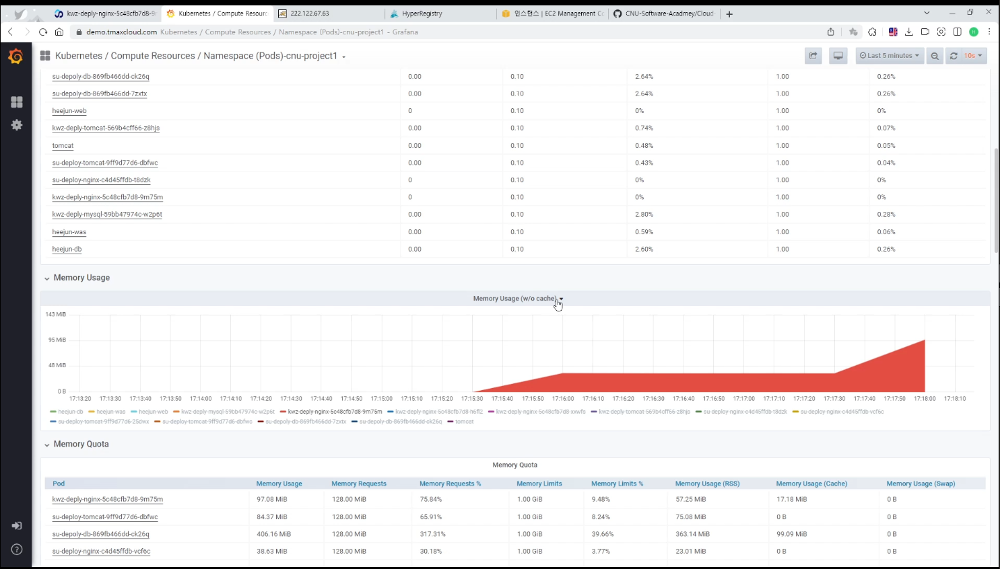 kwz-deply-nginx-5c48cfb7d8-9r
Kubernetes / Compute Resourc
222.122.67.63
HyperRegistry
인스턴스 | EC2 Management Co
CNU-Software-Acadmey/Cloud
demo.tmaxcloud.com Kubernetes / Compute Resources / Namespace (Pods)-cnu-project1 - Grafana
Kubernetes / Compute Resources / Namespace (Pods)-cnu-project1
Last 5 minutes
10s
su-depoly-db-869fb466dd-ck26q 0.00 0.10 2.64% 1.00 0.26%
su-depoly-db-869fb466dd-7zxtx 0.00 0.10 2.64% 1.00 0.26%
heejun-web 0 0.10 0% 1.00 0%
kwz-deply-tomcat-569b4cff66-z8hjs 0.00 0.10 0.74% 1.00 0.07%
tomcat 0.00 0.10 0.48% 1.00 0.05%
su-deploy-tomcat-9ff9d77d6-dbfwc 0.00 0.10 0.43% 1.00 0.04%
su-deploy-nginx-c4d45ffdb-t8dzk 0 0.10 0% 1.00 0%
kwz-deply-nginx-5c48cfb7d8-9m75m 0 0.10 0% 1.00 0%
kwz-deply-mysql-59bb47974c-w2p6t 0.00 0.10 2.80% 1.00 0.28%
heejun-was 0.00 0.10 0.59% 1.00 0.06%
heejun-db 0.00 0.10 2.60% 1.00 0.26%
Memory Usage
Memory Usage (w/o cache)
143 MiB
95 MiB
48 MiB
0 B
17:13:20 17:13:30 17:13:40 17:13:50 17:14:00 17:14:10 17:14:20 17:14:30 17:14:40 17:14:50 17:15:00 17:15:10 17:15:20 17:15:30 17:15:40 17:15:50 17:16:00 17:16:10 17:16:20 17:16:30 17:16:40 17:16:50 17:17:00 17:17:10 17:17:20 17:17:30 17:17:40 17:17:50 17:18:00 17:18:10
heejun-db heejun-was heejun-web kwz-deply-mysql-59bb47974c-w2p6t kwz-deply-nginx-5c48cfb7d8-9m75m kwz-deply-nginx-5c48cfb7d8-h6fl2 kwz-deply-nginx-5c48cfb7d8-xxwfs kwz-deply-tomcat-569b4cff66-z8hjs su-deploy-nginx-c4d45ffdb-t8dzk su-deploy-nginx-c4d45ffdb-vcf6c
su-deploy-tomcat-9ff9d77d6-25dwx su-deploy-tomcat-9ff9d77d6-dbfwc su-depoly-db-869fb466dd-7zxtx su-depoly-db-869fb466dd-ck26q tomcat
Memory Quota
Memory Quota
Pod Memory Usage Memory Requests Memory Requests % Memory Limits Memory Limits % Memory Usage (RSS) Memory Usage (Cache) Memory Usage (Swap)
kwz-deply-nginx-5c48cfb7d8-9m75m 97.08 MiB 128.00 MiB 75.84% 1.00 GiB 9.48% 57.25 MiB 17.18 MiB 0 B
su-deploy-tomcat-9ff9d77d6-dbfwc 84.37 MiB 128.00 MiB 65.91% 1.00 GiB 8.24% 75.08 MiB 0 B 0 B
su-depoly-db-869fb466dd-ck26q 406.16 MiB 128.00 MiB 317.31% 1.00 GiB 39.66% 363.14 MiB 99.09 MiB 0 B
su-deploy-nginx-c4d45ffdb-vcf6c 38.63 MiB 128.00 MiB 30.18% 1.00 GiB 3.77% 23.01 MiB 0 B 0 B